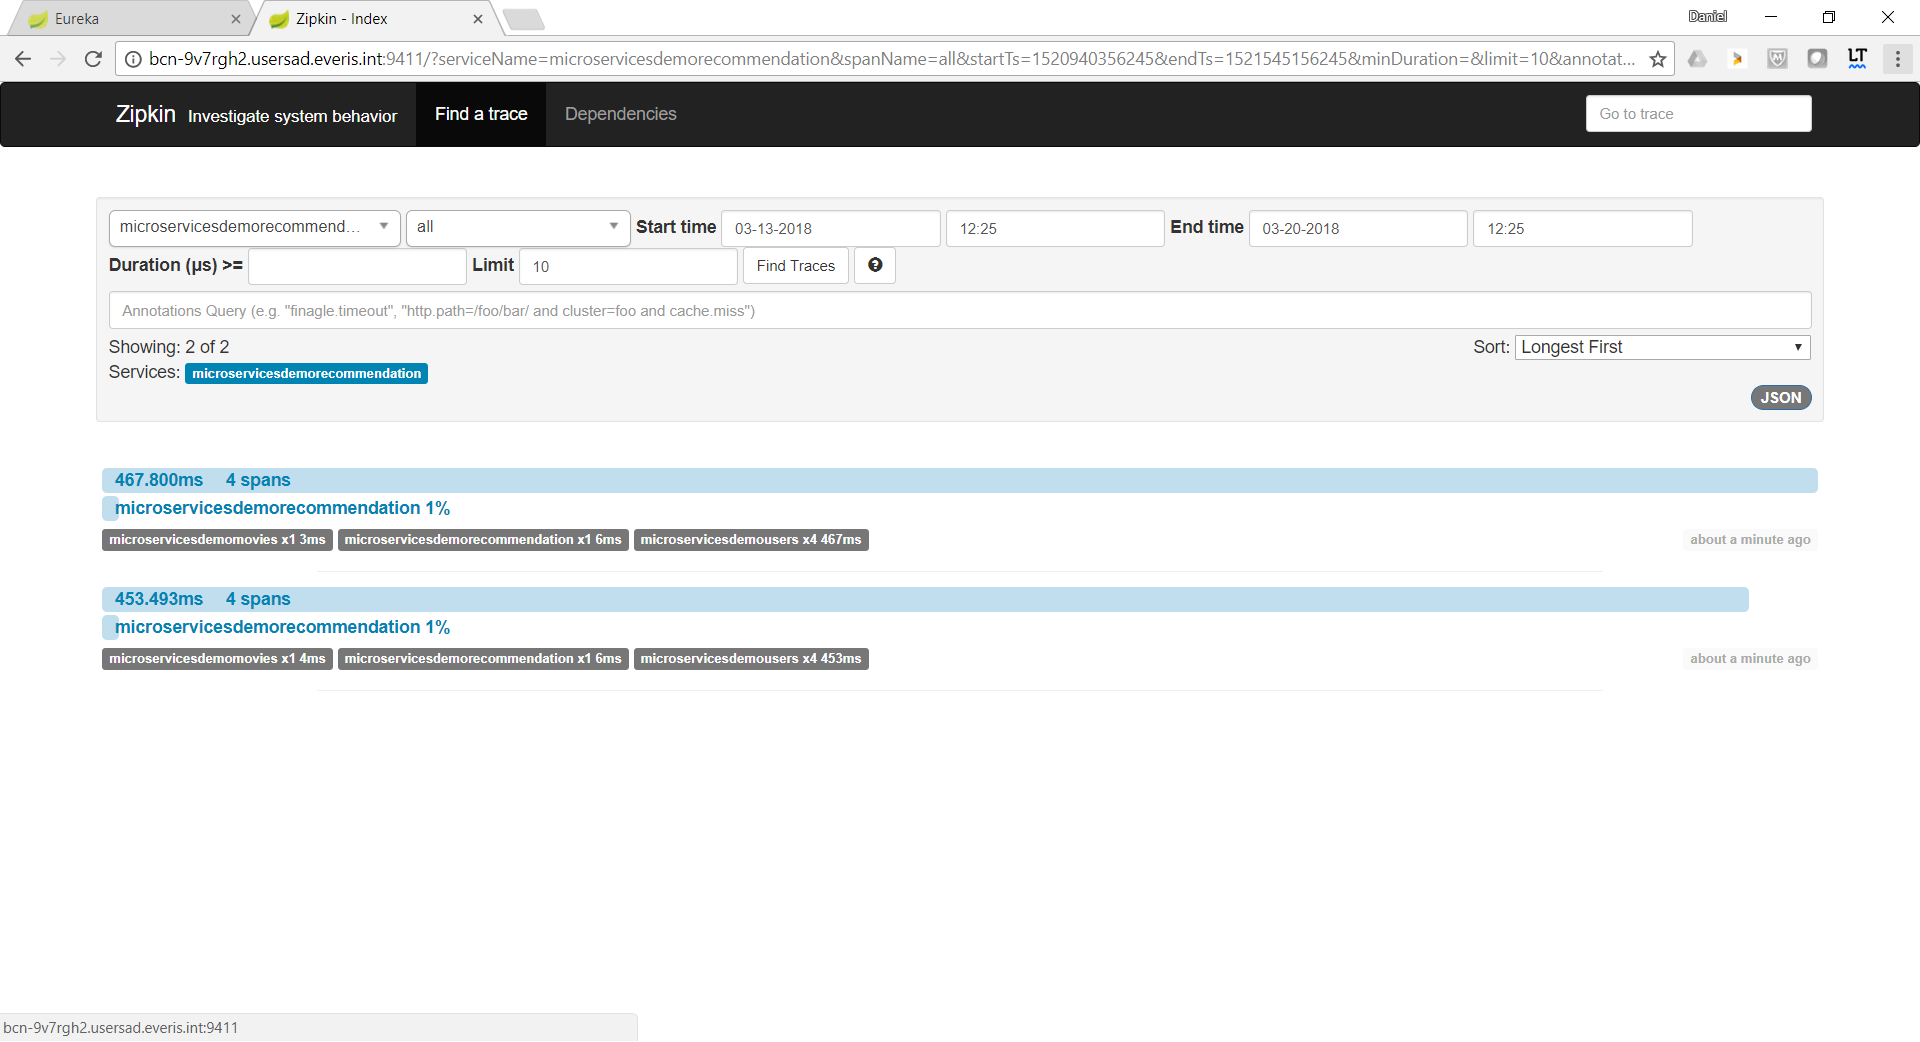 Eureka
Zipkin - Index
Daniel
bcn-9v7rgh2.usersad.everis.int:9411/?serviceName=microservicesdemorecommendation&spanName=all&startTs=1520940356245&endTs=1521545156245&minDuration=&limit=10&annotat...
LT
Zipkin Investigate system behavior Find a trace Dependencies Go to trace
microservicesdemorecommend... all Start time 03-13-2018 12:25 End time 03-20-2018 12:25
Duration (µs) >= Limit 10 Find Traces ?
Annotations Query (e.g. "finagle.timeout", "http.path=/foo/bar/ and cluster=foo and cache.miss")
Showing: 2 of 2 Sort: Longest First
Services: microservicesdemorecommendation
JSON
467.800ms 4 spans
microservicesdemorecommendation 1%
microservicesdemomovies x1 3ms microservicesdemorecommendation x1 6ms microservicesdemousers x4 467ms about a minute ago
453.493ms 4 spans
microservicesdemorecommendation 1%
microservicesdemomovies x1 4ms microservicesdemorecommendation x1 6ms microservicesdemousers x4 453ms about a minute ago
bcn-9v7rgh2.usersad.everis.int:9411